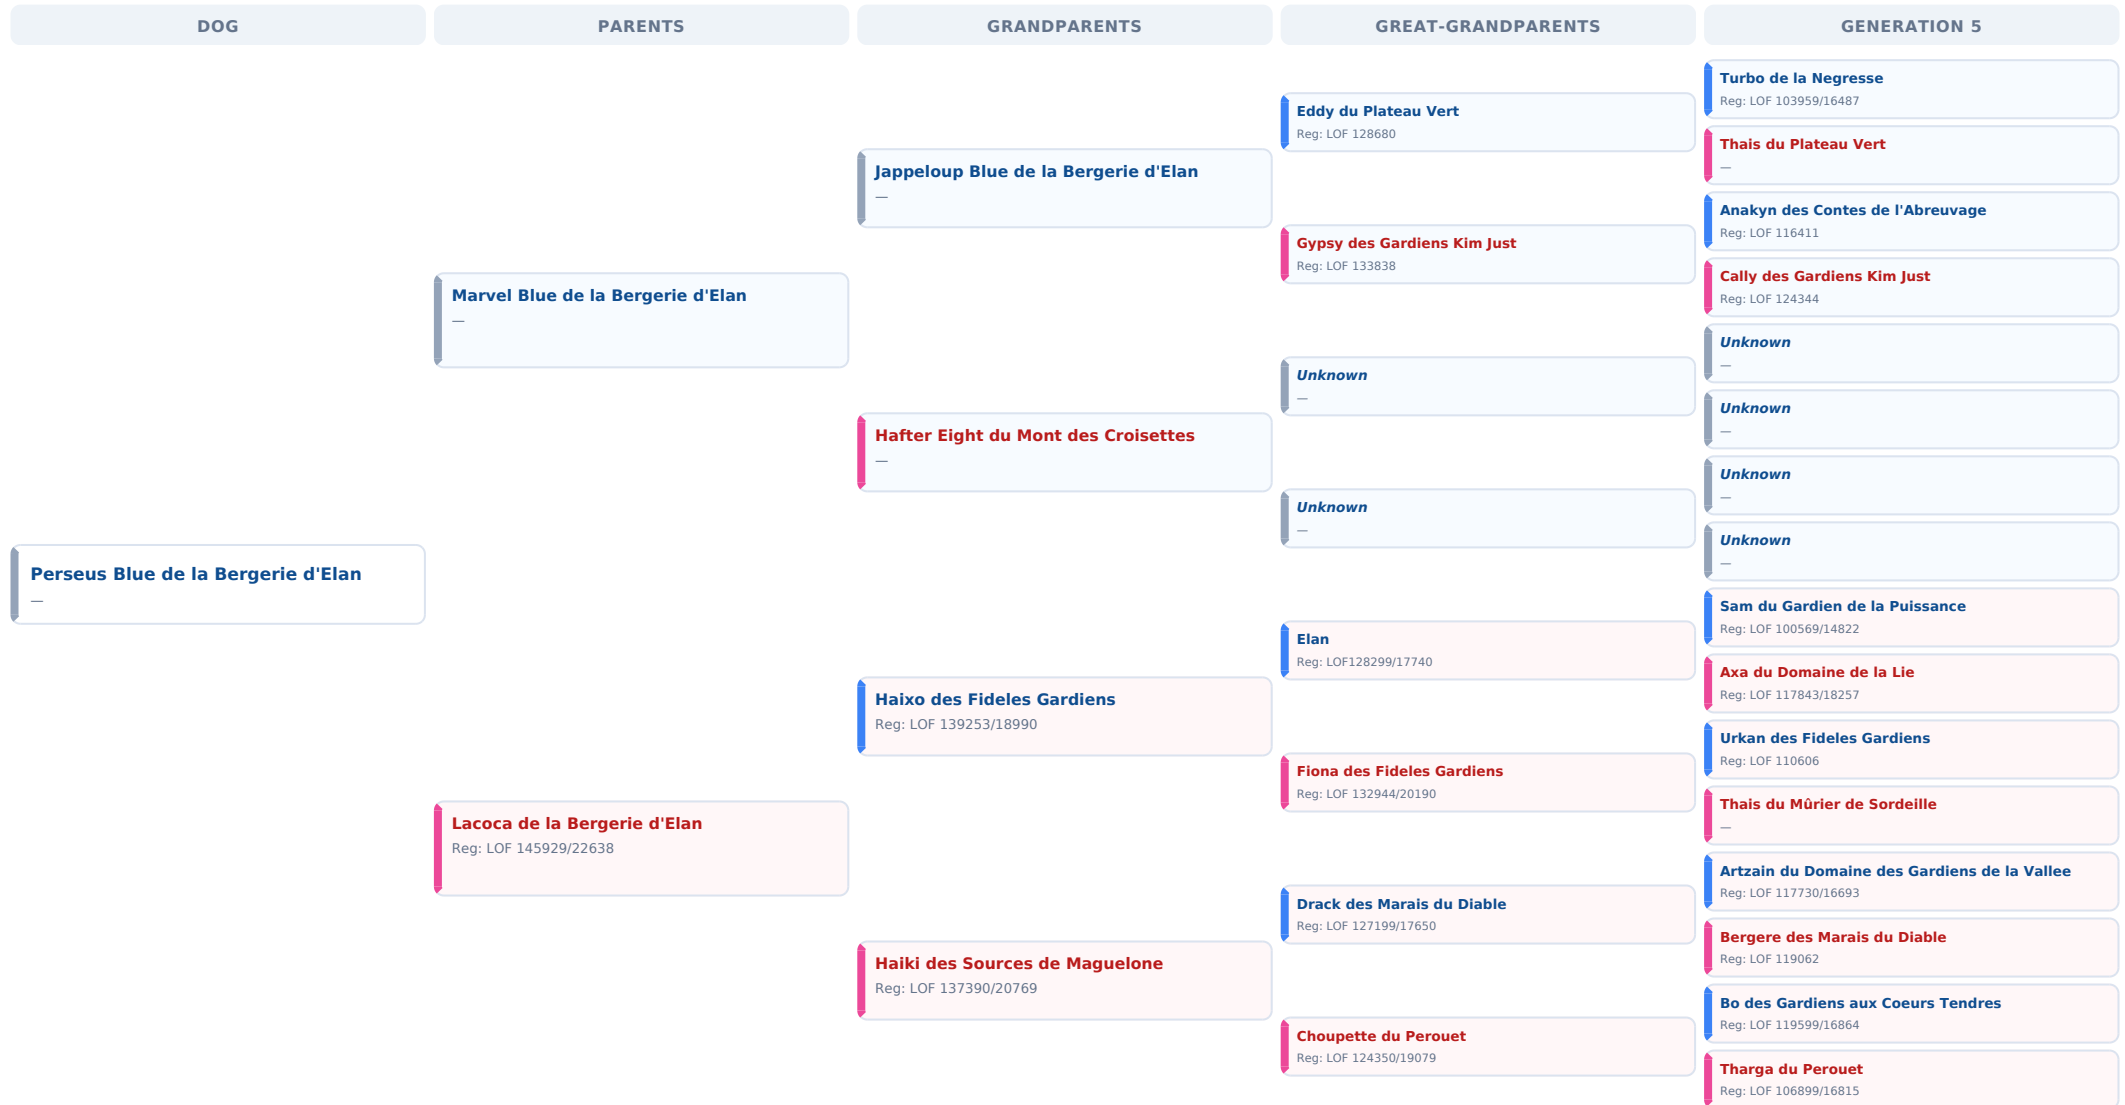 DOG
PARENTS
GRANDPARENTS
GREAT-GRANDPARENTS
GENERATION 5
Perseus Blue de la Bergerie d'Elan
—
Marvel Blue de la Bergerie d'Elan
—
Lacoca de la Bergerie d'Elan
Reg: LOF 145929/22638
Jappeloup Blue de la Bergerie d'Elan
—
Hafter Eight du Mont des Croisettes
—
Haixo des Fideles Gardiens
Reg: LOF 139253/18990
Haiki des Sources de Maguelone
Reg: LOF 137390/20769
Eddy du Plateau Vert
Reg: LOF 128680
Gypsy des Gardiens Kim Just
Reg: LOF 133838
Unknown
—
Unknown
—
Elan
Reg: LOF128299/17740
Fiona des Fideles Gardiens
Reg: LOF 132944/20190
Drack des Marais du Diable
Reg: LOF 127199/17650
Choupette du Perouet
Reg: LOF 124350/19079
Turbo de la Negresse
Reg: LOF 103959/16487
Thais du Plateau Vert
—
Anakyn des Contes de l'Abreuvage
Reg: LOF 116411
Cally des Gardiens Kim Just
Reg: LOF 124344
Unknown
—
Unknown
—
Unknown
—
Unknown
—
Sam du Gardien de la Puissance
Reg: LOF 100569/14822
Axa du Domaine de la Lie
Reg: LOF 117843/18257
Urkan des Fideles Gardiens
Reg: LOF 110606
Thais du Mûrier de Sordeille
—
Artzain du Domaine des Gardiens de la Vallee
Reg: LOF 117730/16693
Bergere des Marais du Diable
Reg: LOF 119062
Bo des Gardiens aux Coeurs Tendres
Reg: LOF 119599/16864
Tharga du Perouet
Reg: LOF 106899/16815